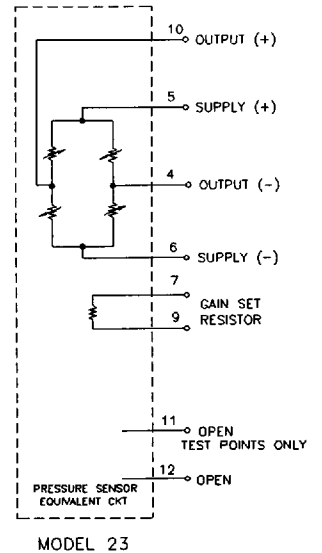 10
OUTPUT (+)
5
SUPPLY (+)
4
OUTPUT (-)
6
SUPPLY (-)
7
GAIN SET
RESISTOR
9
11
OPEN
TEST POINTS ONLY
12
OPEN
PRESSURE SENSOR
EQUIVALENT CKT
MODEL 23